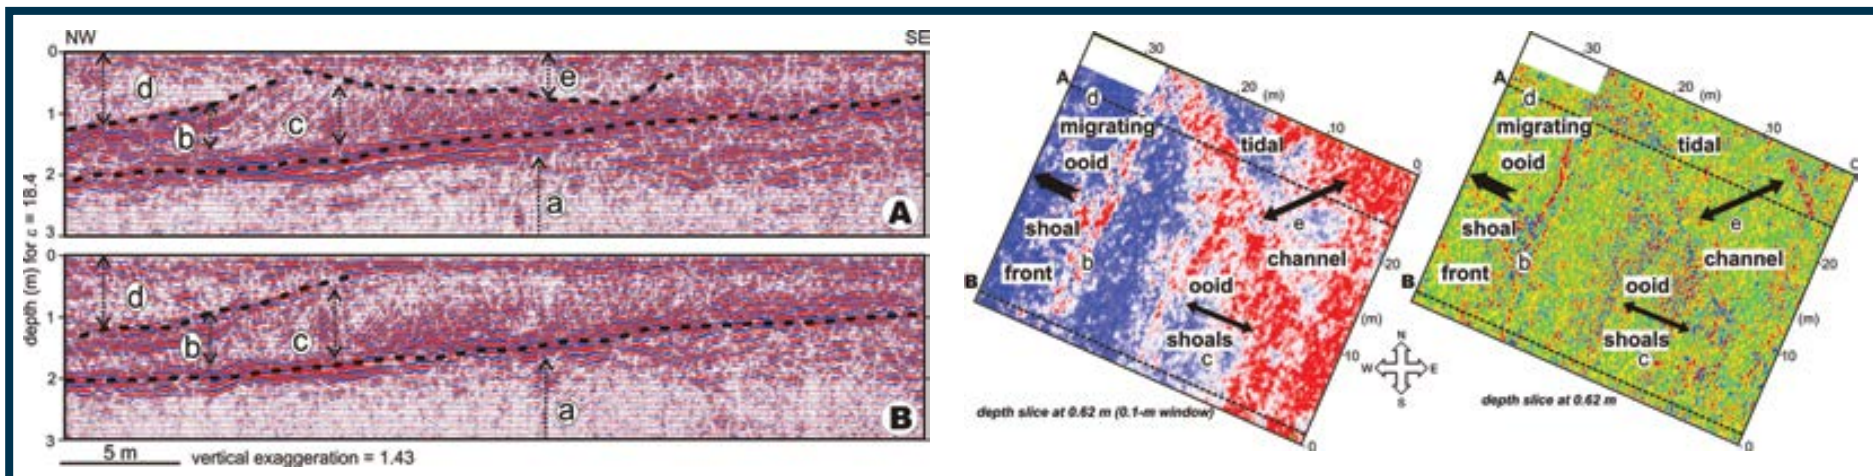 NW
SE
0
d
e
1
b
c
2
a
3
A
0
d
1
b
c
2
a
3
B
depth (m) for ε = 18.4
5 m
vertical exaggeration = 1.43
30
20
(m)
10
0
A
d
migrating
ooid
tidal
shoal
e
front
b
channel
20
B
ooid
(m)
shoals
c
10
0
depth slice at 0.62 m (0.1-m window)
N
W
E
S
30
20
(m)
10
A
d
migrating
tidal
ooid
e
shoal
channel
front
b
20
B
ooid
(m)
shoals
c
10
0
depth slice at 0.62 m